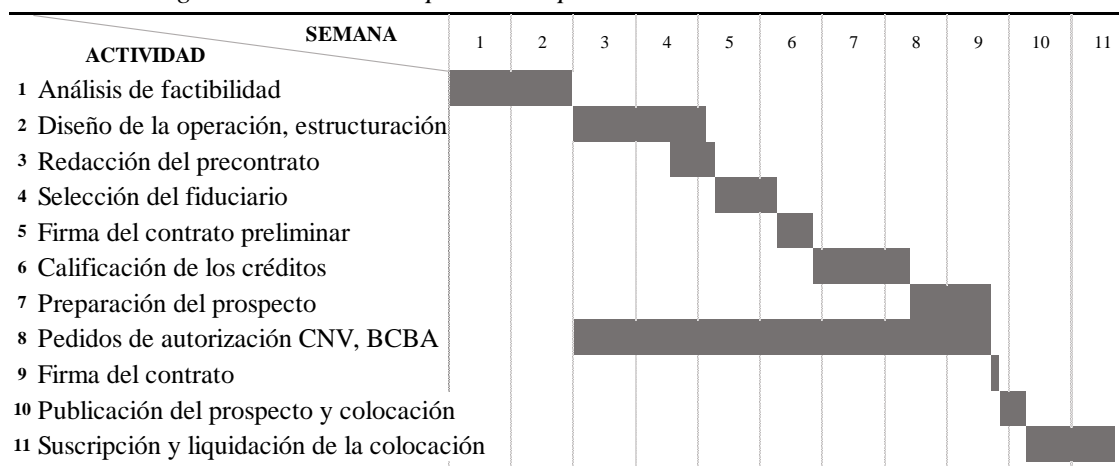 SEMANA
ACTIVIDAD
1 2 3 4 5 6 7 8 9 10 11
1 Análisis de factibilidad
2 Diseño de la operación, estructuración
3 Redacción del precontrato
4 Selección del fiduciario
5 Firma del contrato preliminar
6 Calificación de los créditos
7 Preparación del prospecto
8 Pedidos de autorización CNV, BCBA
9 Firma del contrato
10 Publicación del prospecto y colocación
11 Suscripción y liquidación de la colocación